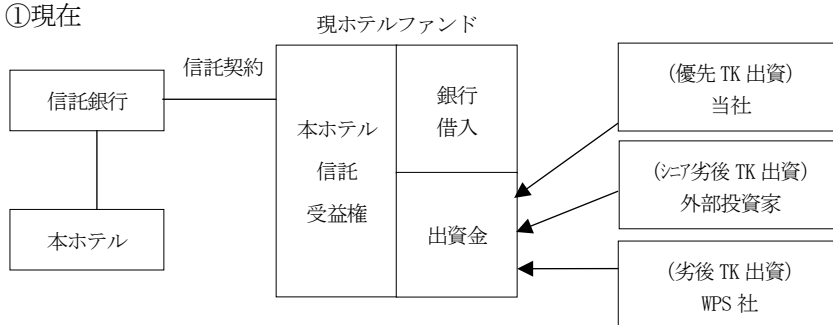 ①現在
現ホテルファンド
信託契約
信託銀行
本ホテル
本ホテル
信託
受益権
銀行
借入
出資金
(優先 TK 出資)
当社
(ｼﾆｱ劣後 TK 出資)
外部投資家
(劣後 TK 出資)
WPS 社